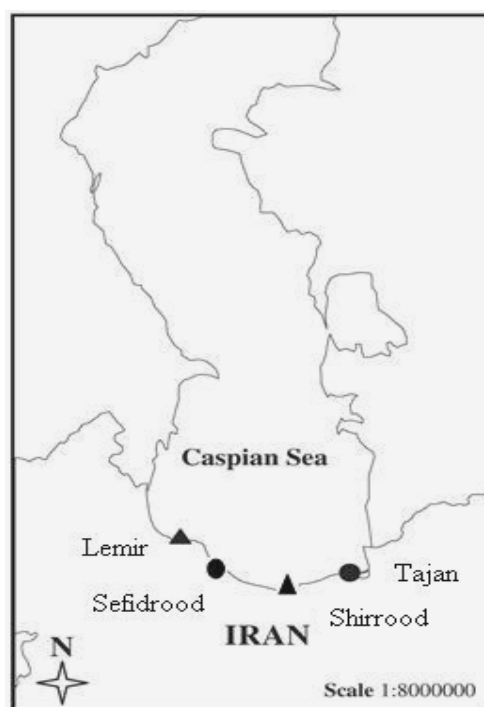 Caspian Sea
Lemir
Sefidrood
Tajan
Shirrood
IRAN
N
Scale 1:8000000